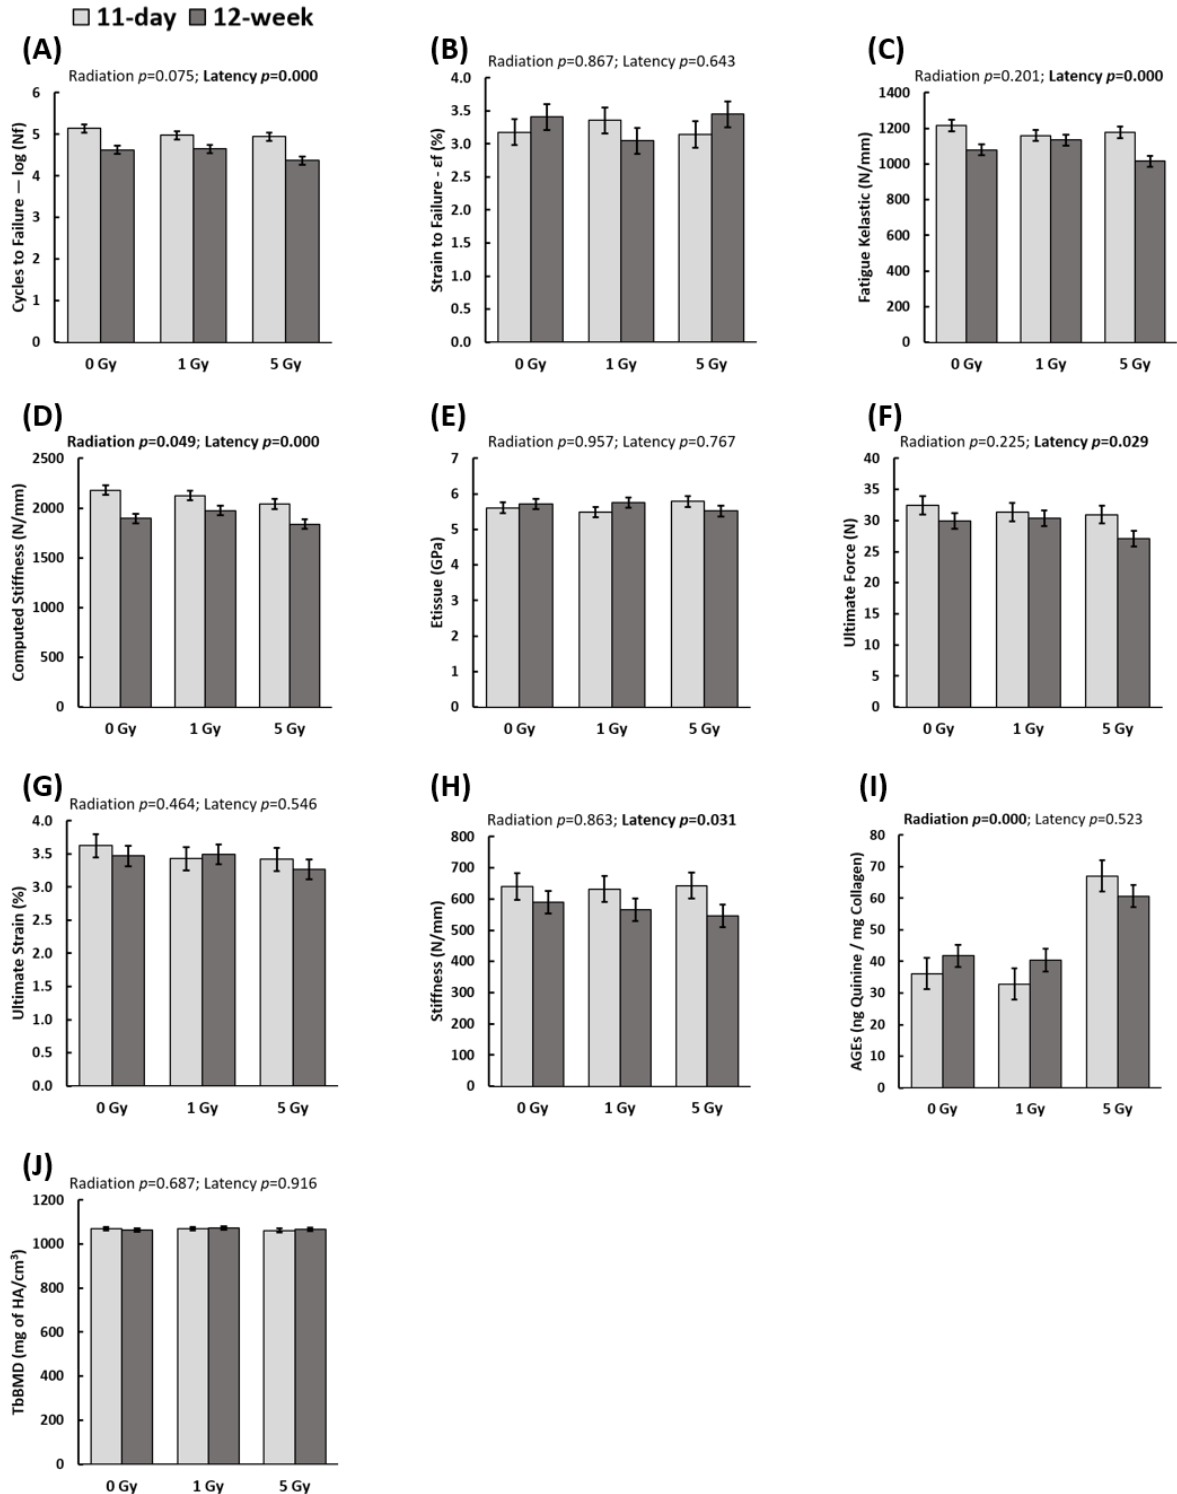 11-day 12-week
(A)
Radiation p=0.075; Latency p=0.000
Cycles to Failure — log (Nf)
6
5
4
3
2
1
0
0 Gy 1 Gy 5 Gy
(B)
Radiation p=0.867; Latency p=0.643
Strain to Failure - εf (%)
4.0
3.5
3.0
2.5
2.0
1.5
1.0
0.5
0.0
0 Gy 1 Gy 5 Gy
(C)
Radiation p=0.201; Latency p=0.000
Fatigue Kelastic (N/mm)
1400
1200
1000
800
600
400
200
0
0 Gy 1 Gy 5 Gy
(D)
Radiation p=0.049; Latency p=0.000
Computed Stiffness (N/mm)
2500
2000
1500
1000
500
0
0 Gy 1 Gy 5 Gy
(E)
Radiation p=0.957; Latency p=0.767
Etissue (GPa)
7
6
5
4
3
2
1
0
0 Gy 1 Gy 5 Gy
(F)
Radiation p=0.225; Latency p=0.029
Ultimate Force (N)
40
35
30
25
20
15
10
5
0
0 Gy 1 Gy 5 Gy
(G)
Radiation p=0.464; Latency p=0.546
Ultimate Strain (%)
4.0
3.5
3.0
2.5
2.0
1.5
1.0
0.5
0.0
0 Gy 1 Gy 5 Gy
(H)
Radiation p=0.863; Latency p=0.031
Stiffness (N/mm)
800
700
600
500
400
300
200
100
0
0 Gy 1 Gy 5 Gy
(I)
Radiation p=0.000; Latency p=0.523
AGEs (ng Quinine / mg Collagen)
80
70
60
50
40
30
20
10
0
0 Gy 1 Gy 5 Gy
(J)
Radiation p=0.687; Latency p=0.916
TbBMD (mg of HA/cm³)
1200
1000
800
600
400
200
0
0 Gy 1 Gy 5 Gy